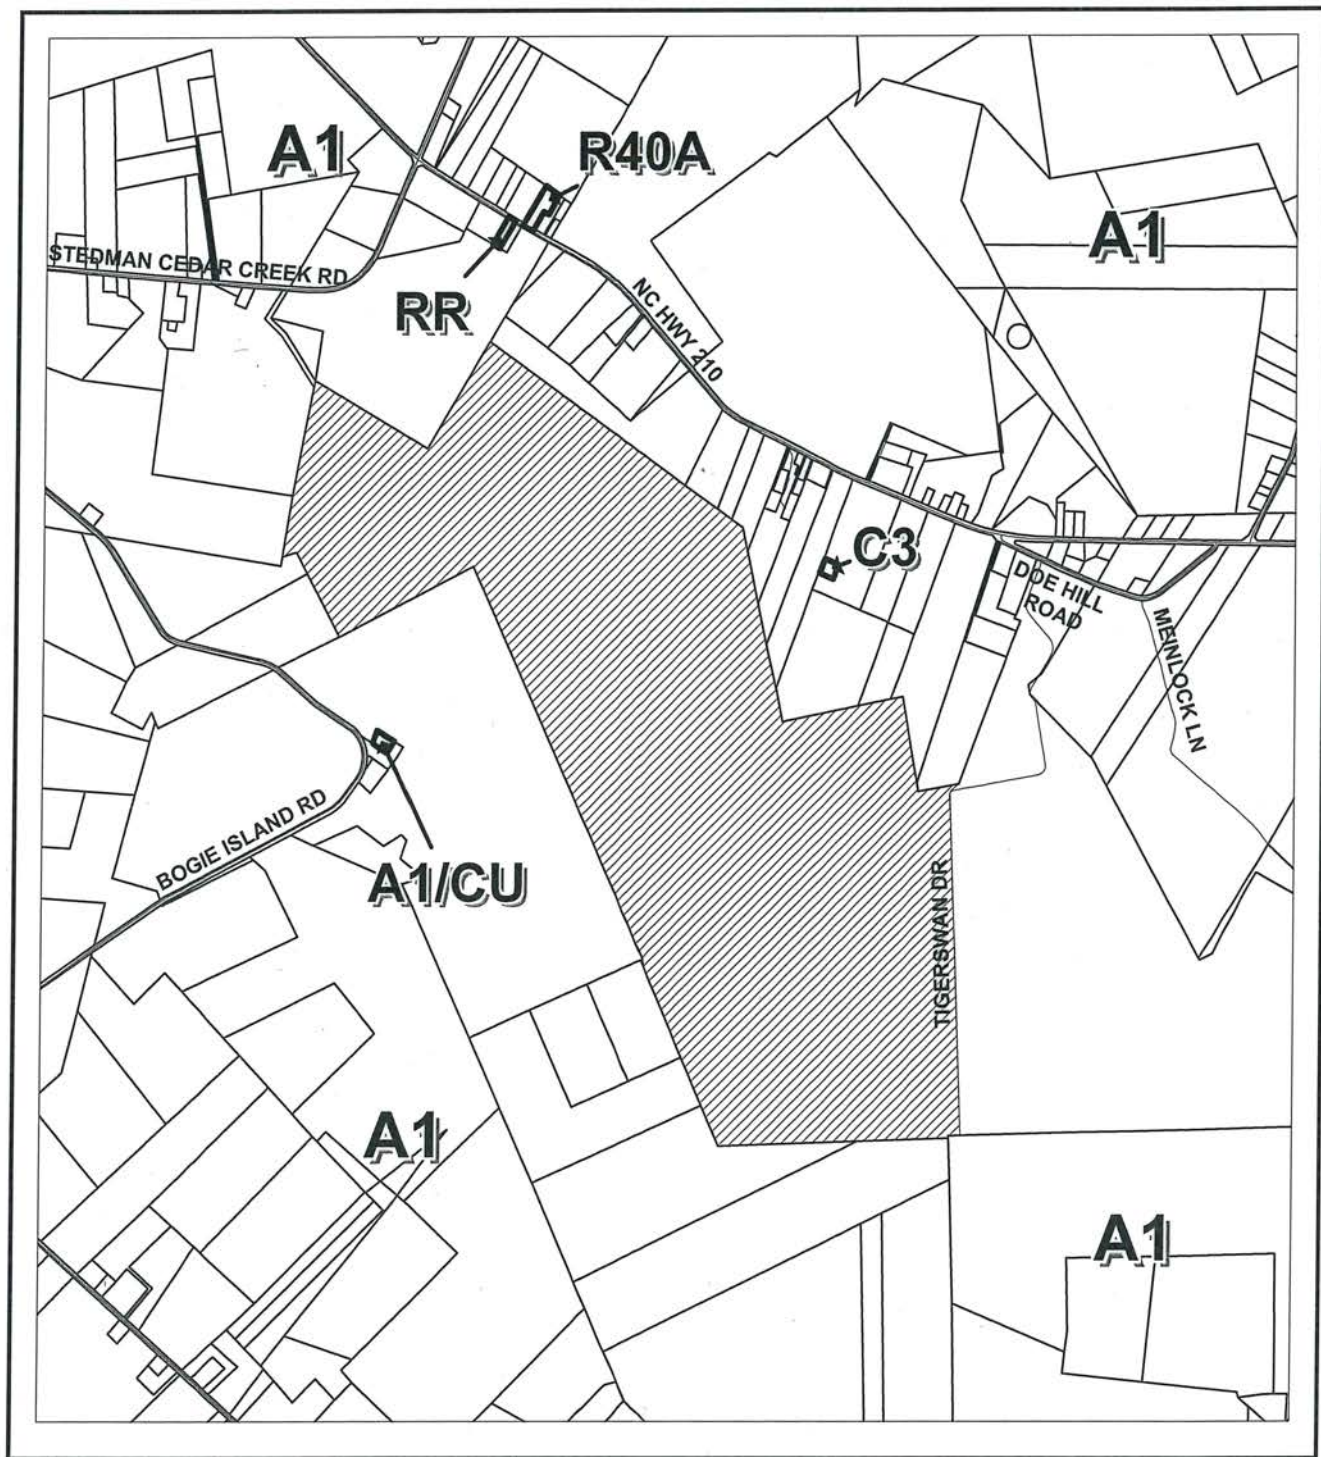 A1
R40A
A1
STEDMAN CEDAR CREEK RD
RR
NC HWY 210
C3
DOE HILL
ROAD
MEINLOCK LN
BOGIE ISLAND RD
A1/CU
TIGERSWAN DR
A1
A1